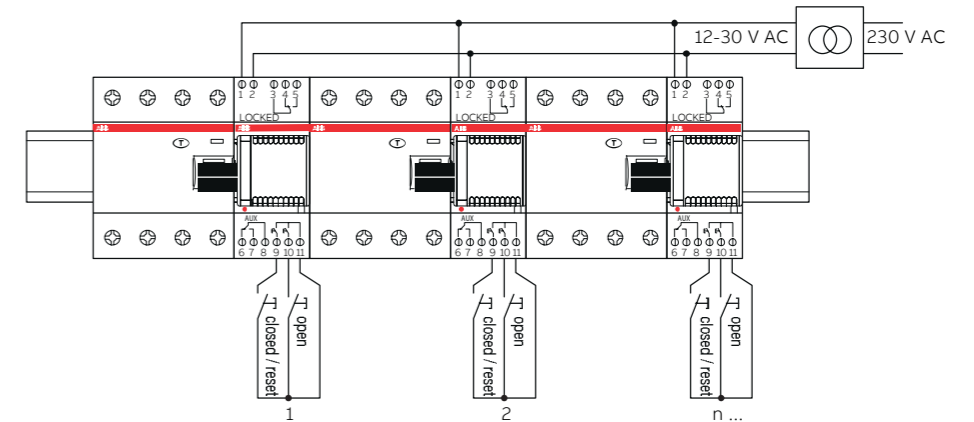 12-30 V AC
230 V AC
1 2 3 4 5
LOCKED
1 2 3 4 5
LOCKED
1 2 3 4 5
LOCKED
ABB
ABB
ABB
ABB
ABB
ABB
T
T
T
AUX
6 7 8 9 10 11
AUX
6 7 8 9 10 11
AUX
6 7 8 9 10 11
closed / reset
open
closed / reset
open
closed / reset
open
1
2
n ...